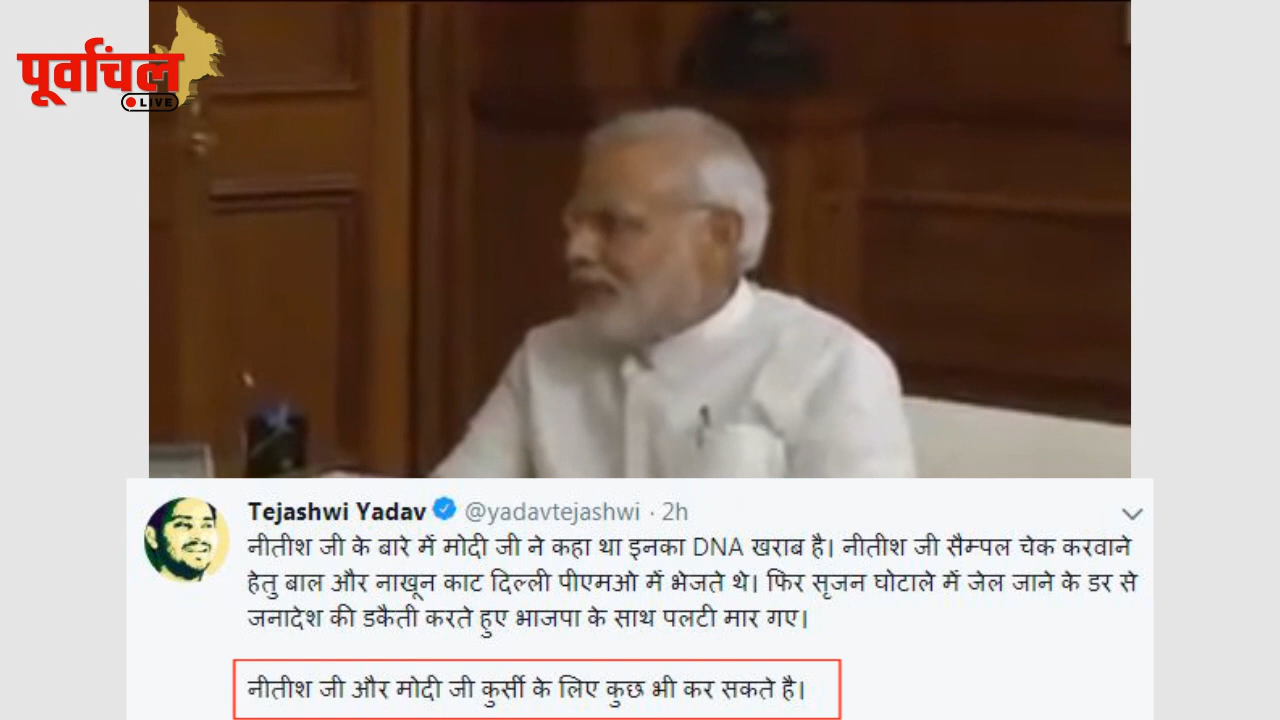 पूर्वांचल
LIVE
Tejashwi Yadav @yadavtejashwi · 2h
नीतीश जी के बारे में मोदी जी ने कहा था इनका DNA खराब है। नीतीश जी सैम्पल चेक करवाने
हेतु बाल और नाखून काट दिल्ली पीएमओ में भेजते थे। फिर सृजन घोटाले में जेल जाने के डर से
जनादेश की डकैती करते हुए भाजपा के साथ पलटी मार गए।
नीतीश जी और मोदी जी कुर्सी के लिए कुछ भी कर सकते है।